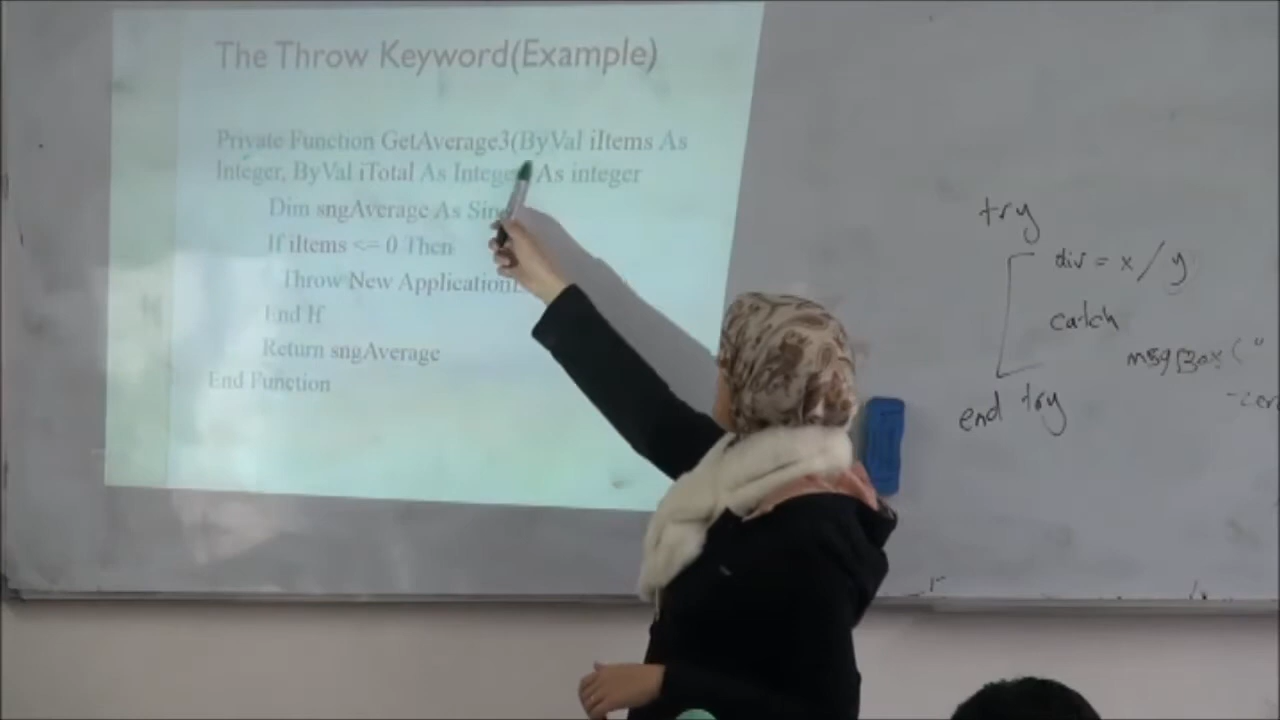 The Throw Keyword(Example)
Private Function GetAverage3(ByVal iItems As
Integer, ByVal iTotal As Integer As integer
Dim sngAverage As Sin
If iItems <= 0 Then
Throw New Application
End If
Return sngAverage
End Function
try
div = x / y
catch
msgBox ("
end try